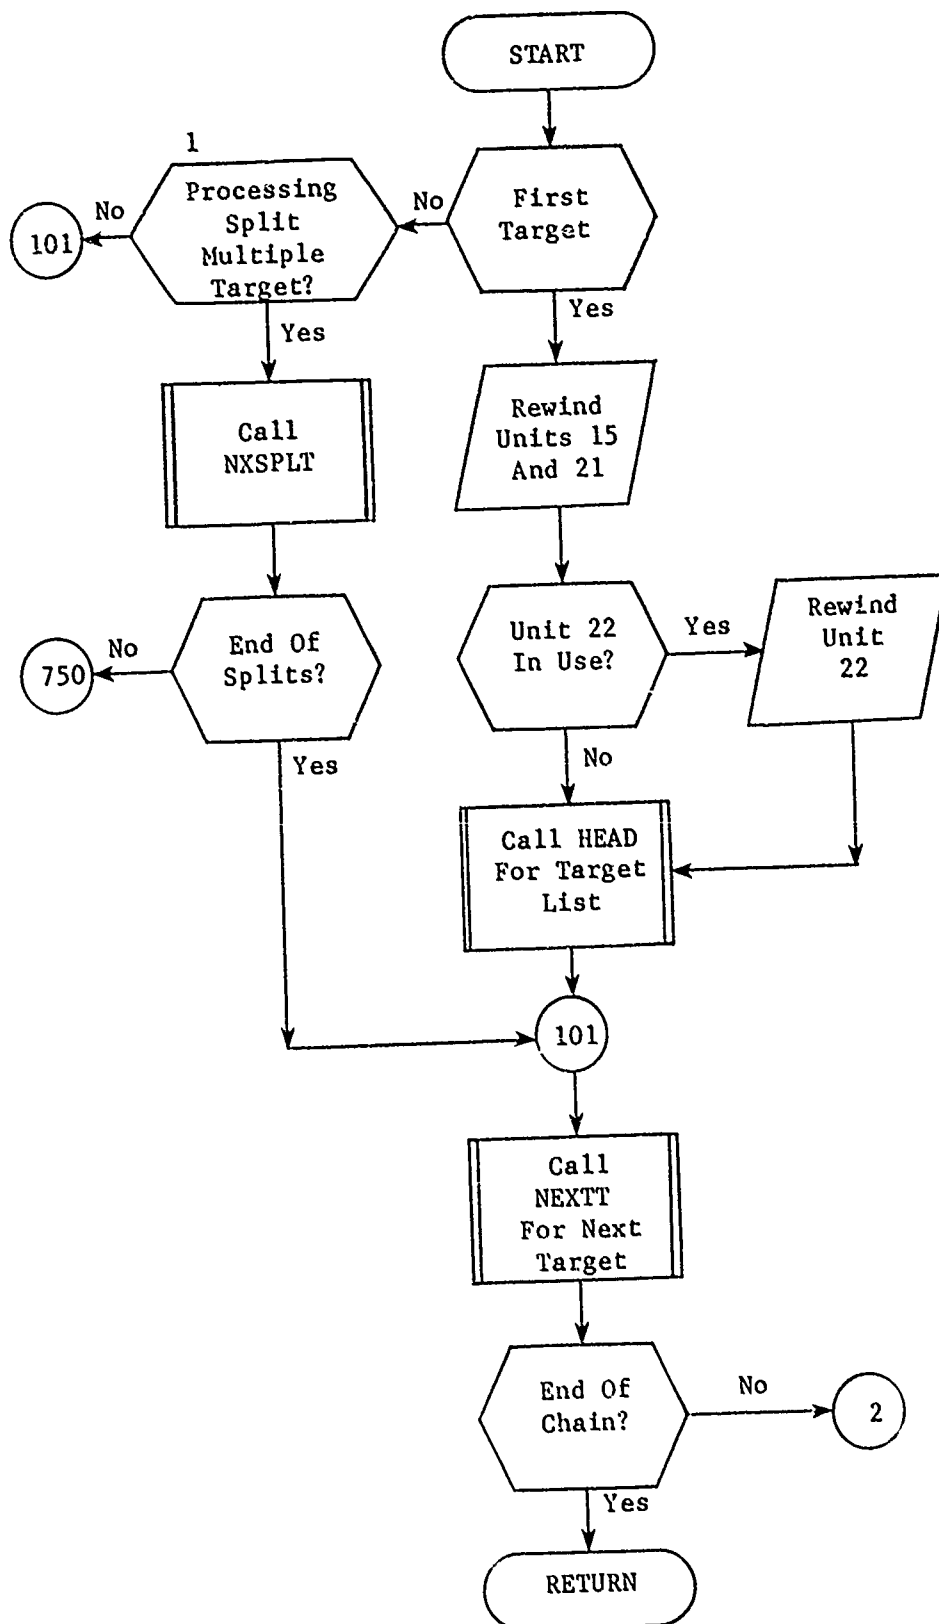 START
1
Processing
Split
Multiple
Target?
No
101
No
First
Target
Yes
Yes
Call
NXSPLT
Rewind
Units 15
And 21
End Of
Splits?
No
750
Yes
Unit 22
In Use?
Yes
Rewind
Unit
22
No
Call HEAD
For Target
List
101
Call
NEXTT
For Next
Target
End Of
Chain?
No
2
Yes
RETURN